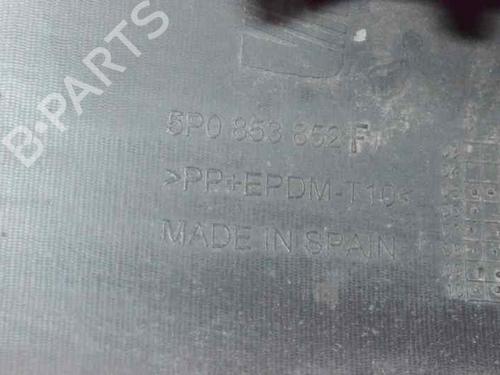 B-PARTS
5P0 853 852 F
>PP+EPDM-T10<
MADE IN SPAIN